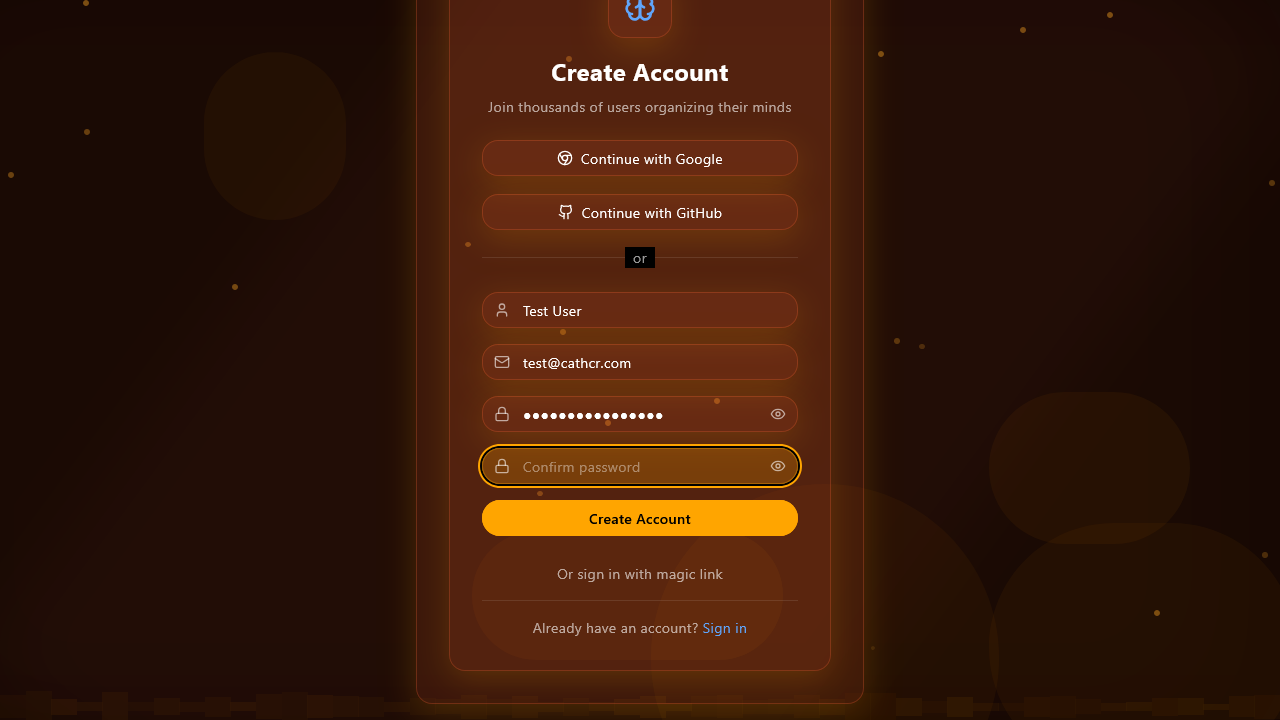 Create Account
Join thousands of users organizing their minds
Continue with Google
Continue with GitHub
or
Test User
test@cathcr.com
●●●●●●●●●●●●●●●●
Confirm password
Create Account
Or sign in with magic link
Already have an account? Sign in